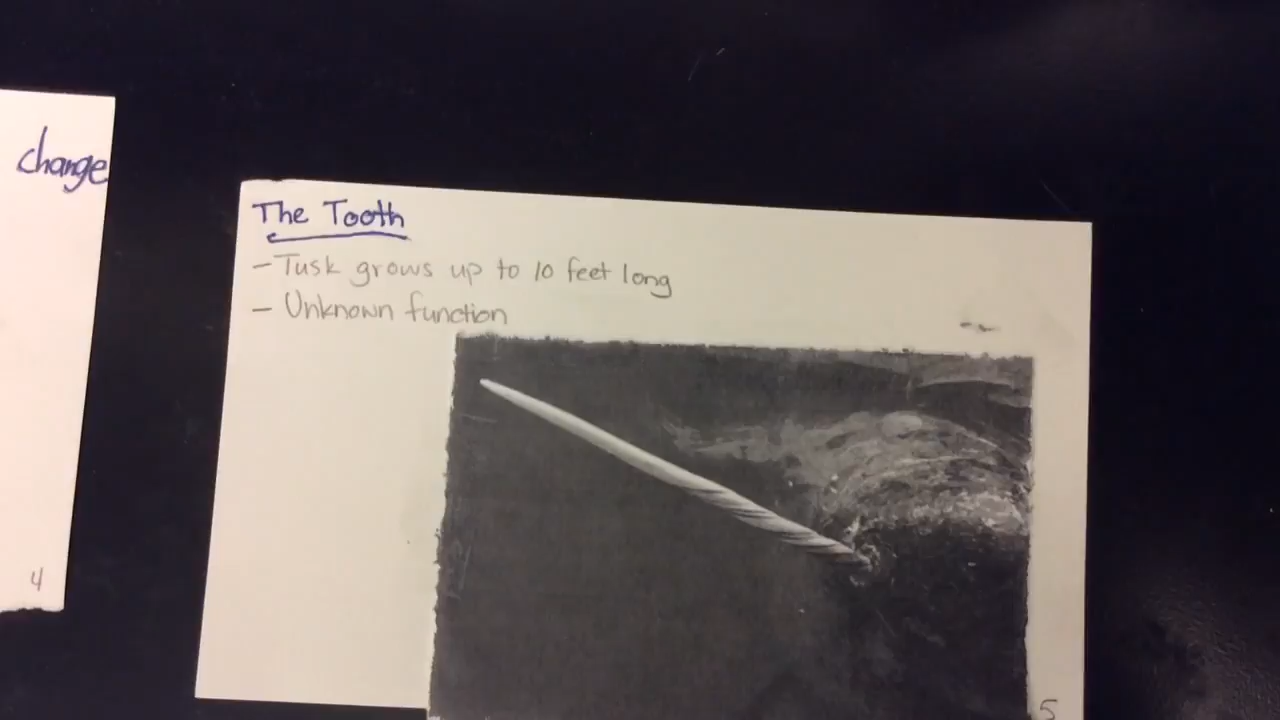 change
4
The Tooth
- Tusk grows up to 10 feet long
- Unknown function
5